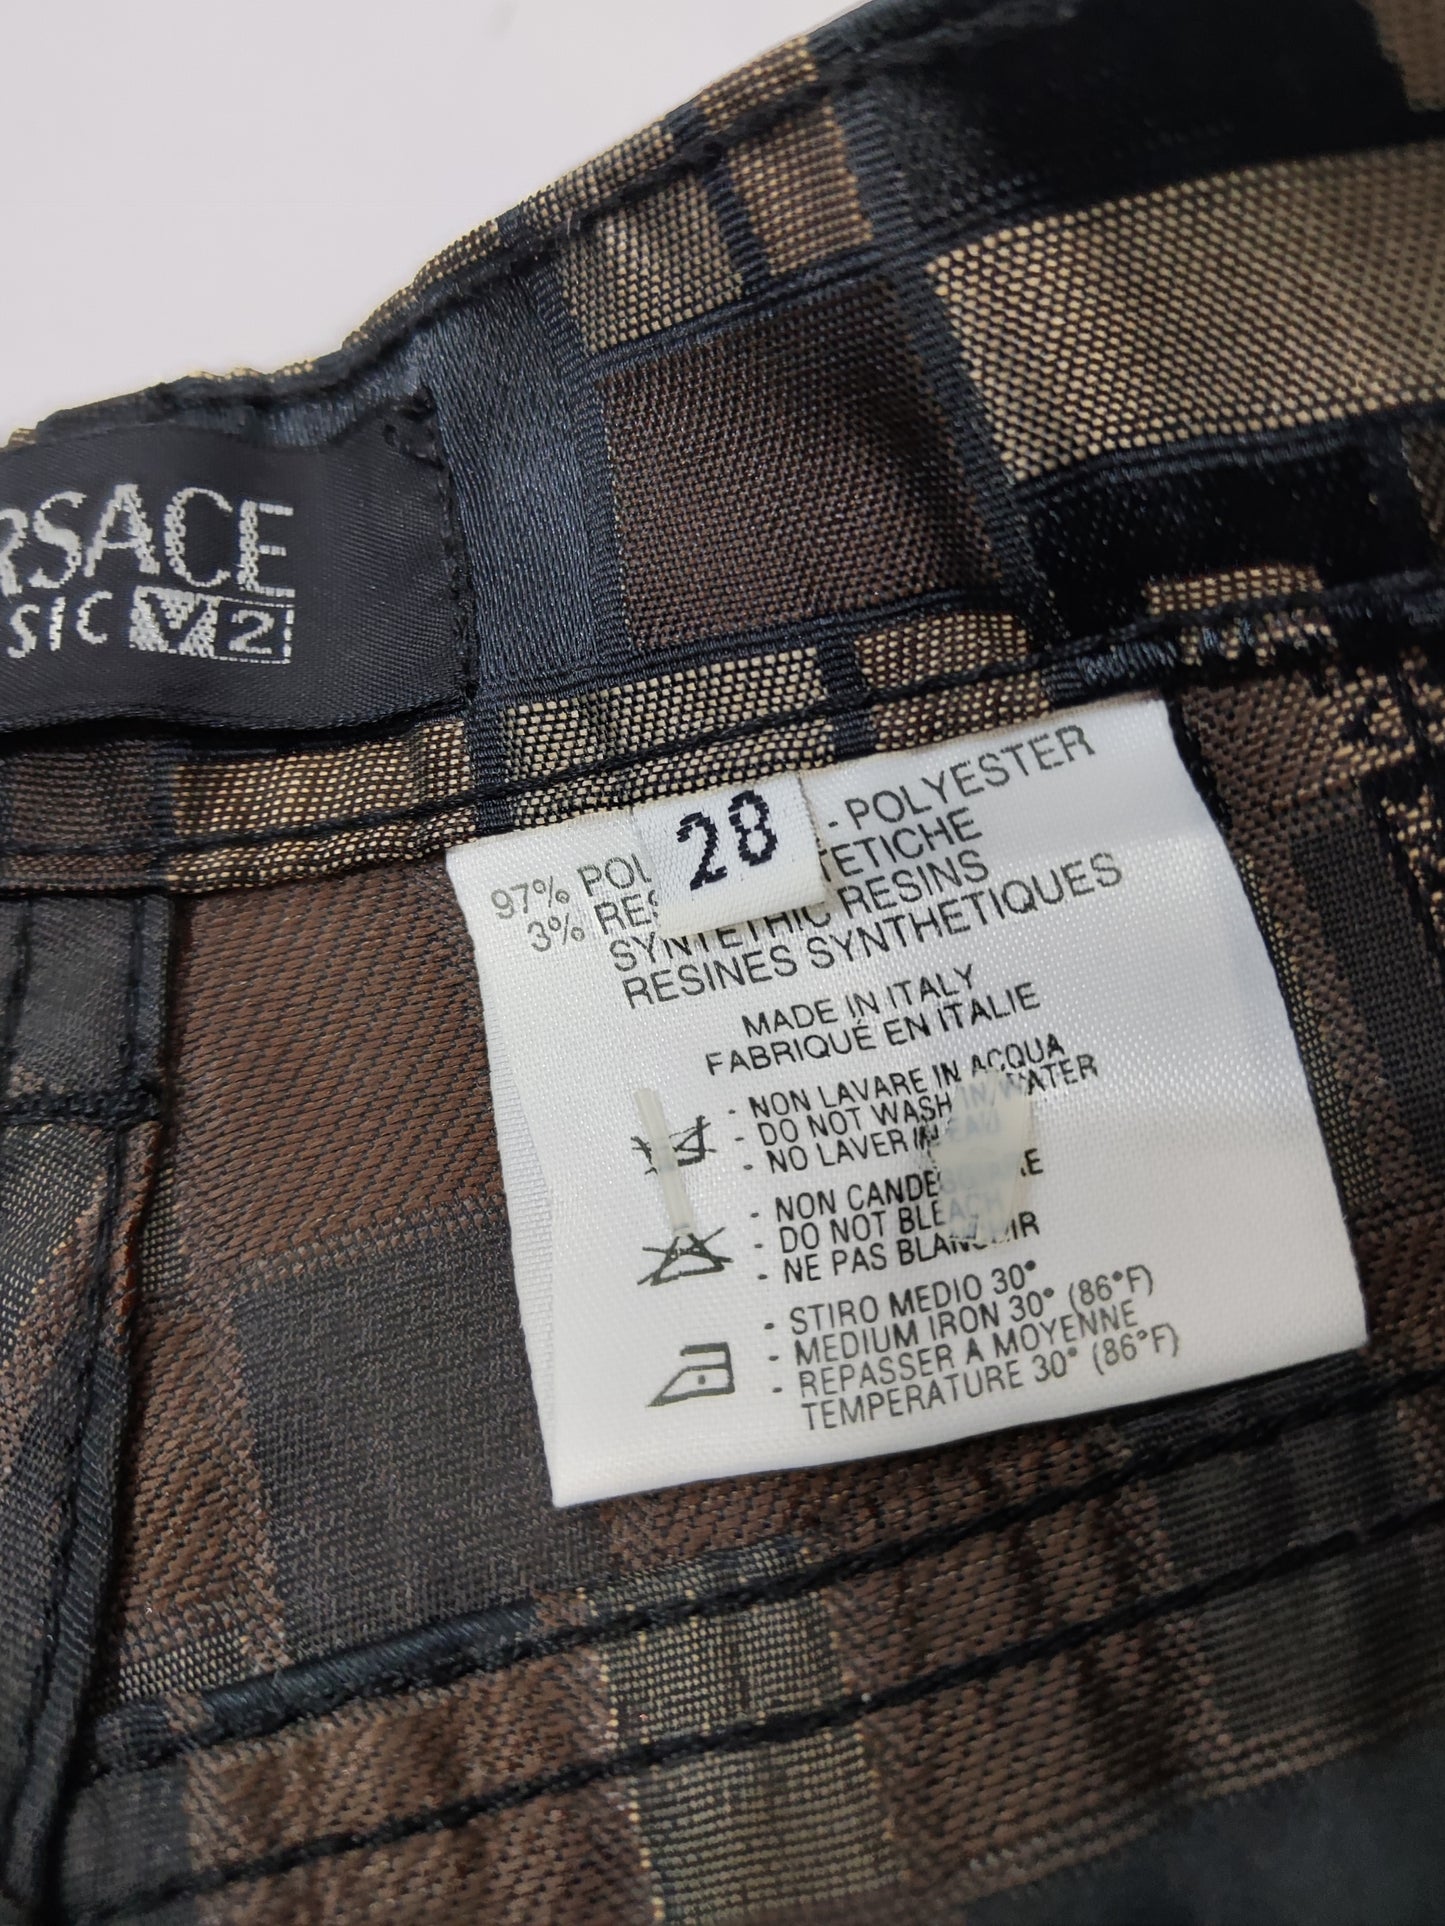 RSACE
SIC V2
28
97% POL - POLYESTER
3% RES TETICHE
SYNTETHIC RESINS
RESINES SYNTHETIQUES
MADE IN ITALY
FABRIQUÉ EN ITALIE
- NON LAVARE IN ACQUA
- DO NOT WASH IN WATER
- NO LAVER IN EAU
- NON CANDEGGIARE
- DO NOT BLEACH
- NE PAS BLANCHIR
- STIRO MEDIO 30°
- MEDIUM IRON 30° (86°F)
- REPASSER A MOYENNE
TEMPERATURE 30° (86°F)